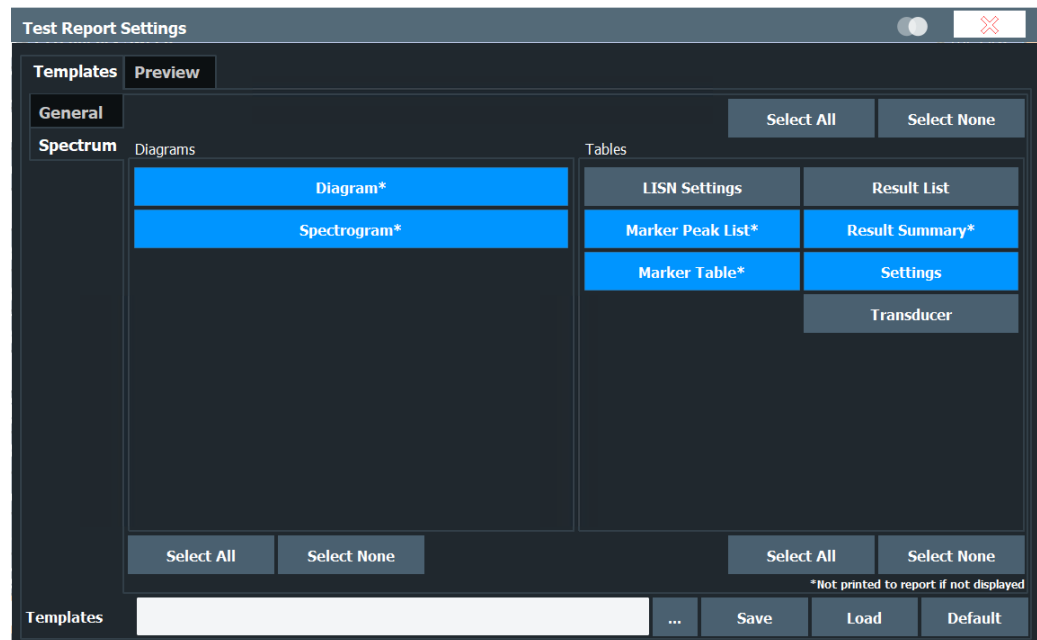 Test Report Settings
Templates Preview
General
Spectrum
Select All Select None
Diagrams
Tables
Diagram*
Spectrogram*
LISN Settings Result List
Marker Peak List* Result Summary*
Marker Table* Settings
Transducer
Select All Select None
Select All Select None
*Not printed to report if not displayed
Templates ... Save Load Default